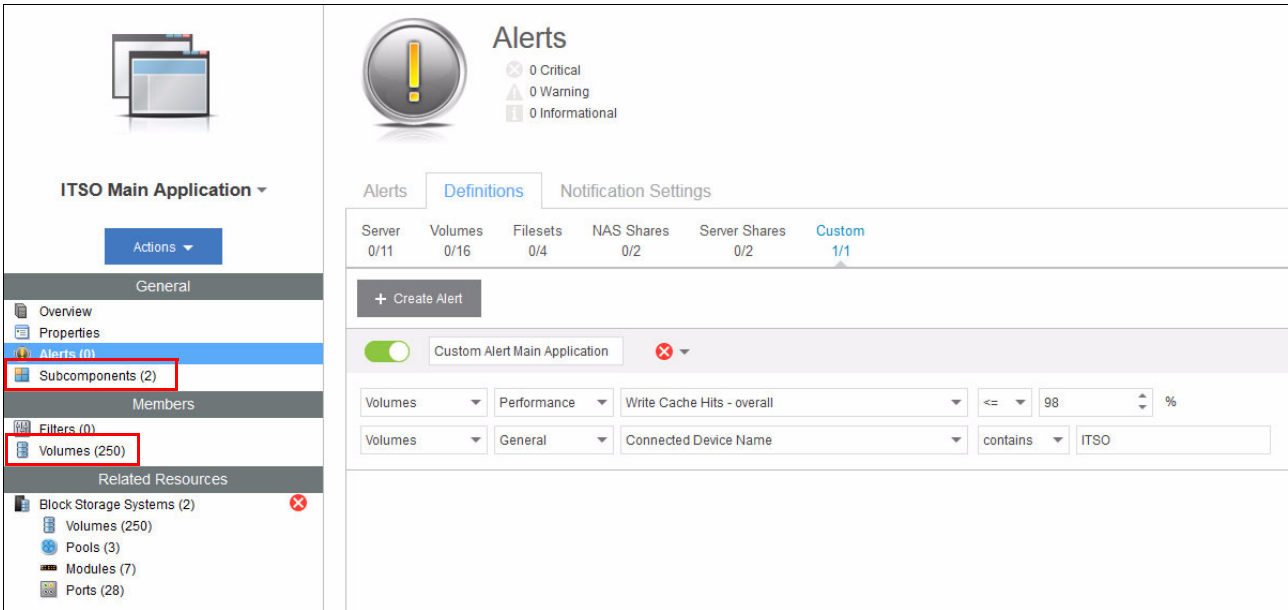 ITSO Main Application
Actions
General
Overview
Properties
Alerts (0)
Subcomponents (2)
Members
Filters (0)
Volumes (250)
Related Resources
Block Storage Systems (2)
Volumes (250)
Pools (3)
Modules (7)
Ports (28)
Alerts
0 Critical
0 Warning
0 Informational
Alerts Definitions Notification Settings
Server Volumes Filesets NAS Shares Server Shares Custom
0/11 0/16 0/4 0/2 0/2 1/1
+ Create Alert
Custom Alert Main Application
Volumes Performance Write Cache Hits - overall <= 98 %
Volumes General Connected Device Name contains ITSO